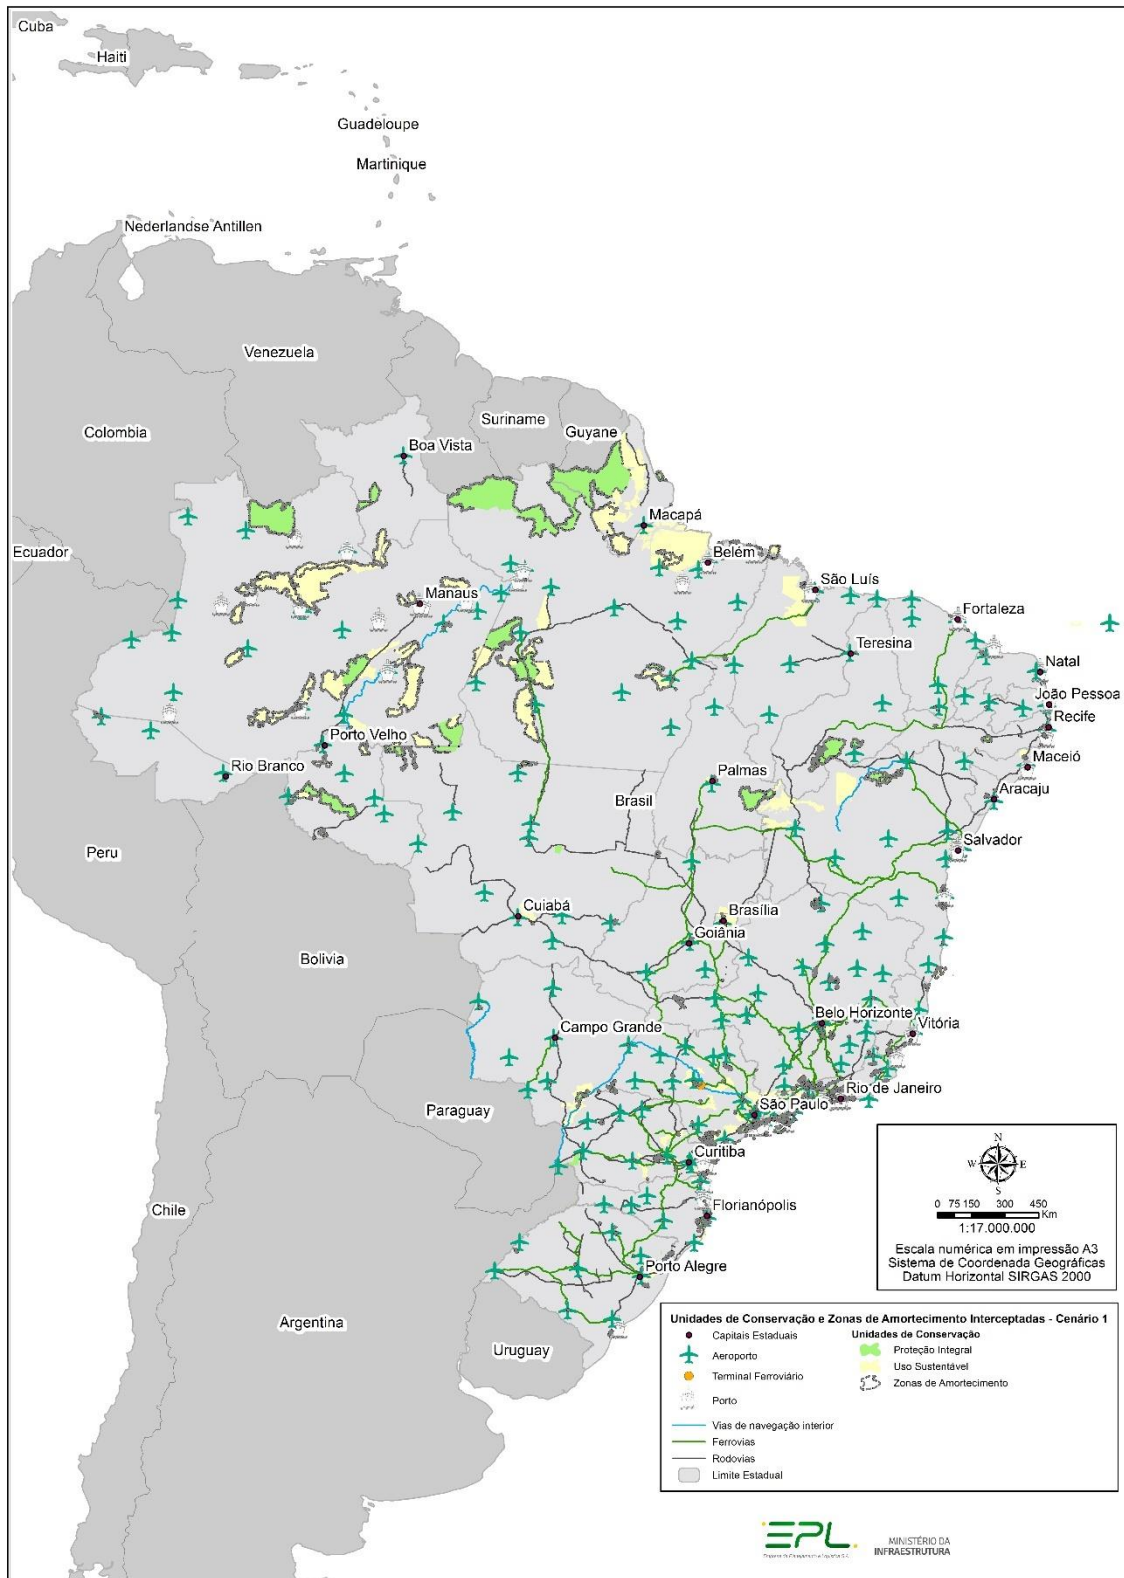 Cuba
Haiti
Guadeloupe
Martinique
Nederlandse Antillen
Venezuela
Colombia
Suriname
Guyane
Boa Vista
Ecuador
Macapá
Belém
São Luís
Manaus
Fortaleza
Teresina
Natal
João Pessoa
Recife
Porto Velho
Rio Branco
Maceió
Palmas
Brasil
Aracaju
Peru
Salvador
Cuiabá
Brasília
Goiânia
Bolivia
Belo Horizonte
Campo Grande
Vitória
Rio de Janeiro
Paraguay
São Paulo
Curitiba
Chile
Florianópolis
Porto Alegre
Argentina
Uruguay
N
W E
S
0 75 150 300 450
Km
1:17.000.000
Escala numérica em impressão A3
Sistema de Coordenada Geográficas
Datum Horizontal SIRGAS 2000
Unidades de Conservação e Zonas de Amortecimento Interceptadas - Cenário 1
Capitais Estaduais
Aeroporto
Terminal Ferroviário
Porto
Vias de navegação interior
Ferrovias
Rodovias
Limite Estadual
Unidades de Conservação
Proteção Integral
Uso Sustentável
Zonas de Amortecimento
EPL
MINISTÉRIO DA
INFRAESTRUTURA